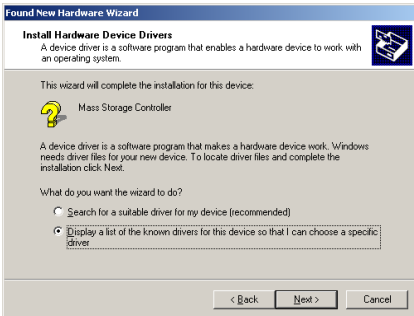 Found New Hardware Wizard
Install Hardware Device Drivers
A device driver is a software program that enables a hardware device to work with
an operating system.
This wizard will complete the installation for this device:
Mass Storage Controller
A device driver is a software program that makes a hardware device work. Windows
needs driver files for your new device. To locate driver files and complete the
installation click Next.
What do you want the wizard to do?
Search for a suitable driver for my device (recommended)
Display a list of the known drivers for this device so that I can choose a specific
driver
< Back
Next >
Cancel